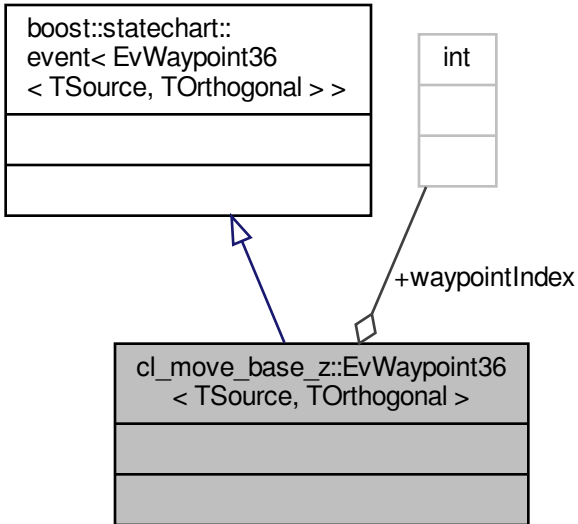 boost::statechart::
event< EvWaypoint36
< TSource, TOrthogonal > >
int
+waypointIndex
cl_move_base_z::EvWaypoint36
< TSource, TOrthogonal >